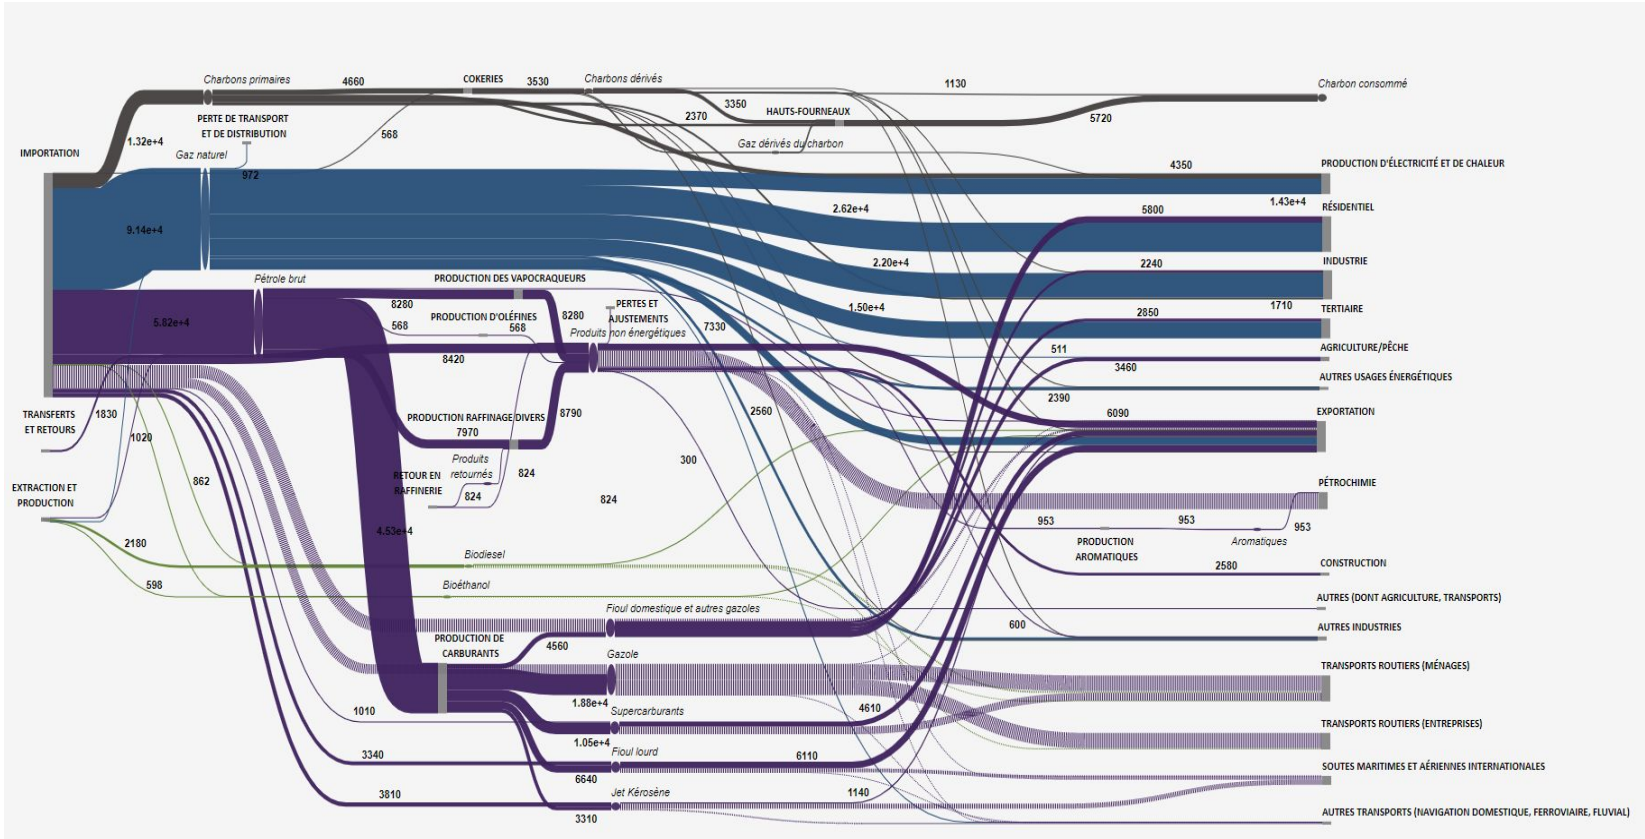 Charbons primaires
4660
COKERIES
3530
Charbons dérivés
1130
Charbon consommé
3350
HAUTS-FOURNEAUX
2370
5720
PERTE DE TRANSPORT
ET DE DISTRIBUTION
568
1.32e+4
IMPORTATION
Gaz naturel
Gaz dérivés du charbon
4350
PRODUCTION D'ÉLECTRICITÉ ET DE CHALEUR
972
1.43e+4
2.62e+4
5800
RÉSIDENTIEL
9.14e+4
2.20e+4
2240
INDUSTRIE
Pétrole brut
PRODUCTION DES VAPOCRAQUEURS
8280
PERTES ET
AJUSTEMENTS
1.50e+4
1710
2850
TERTIAIRE
5.82e+4
PRODUCTION D'OLÉFINES
8280
568
568
Produits non énergétiques
7330
8420
511
AGRICULTURE/PÊCHE
3460
AUTRES USAGES ÉNERGÉTIQUES
2390
TRANSFERTS
ET RETOURS
1830
PRODUCTION RAFFINAGE DIVERS
7970
8790
2560
6090
EXPORTATION
1020
Produits
retournés
RETOUR EN
RAFFINERIE
824
824
824
300
862
EXTRACTION ET
PRODUCTION
PÉTROCHIMIE
4.53e+4
953
953
953
PRODUCTION
AROMATIQUES
Aromatiques
2180
Biodiesel
2580
CONSTRUCTION
598
Bioéthanol
AUTRES (DONT AGRICULTURE, TRANSPORTS)
Fioul domestique et autres gazoles
600
AUTRES INDUSTRIES
PRODUCTION DE
CARBURANTS
4560
Gazole
TRANSPORTS ROUTIERS (MÉNAGES)
1.88e+4
1010
Supercarburants
4610
TRANSPORTS ROUTIERS (ENTREPRISES)
1.05e+4
3340
Fioul lourd
6110
SOUTES MARITIMES ET AÉRIENNES INTERNATIONALES
6640
3810
Jet Kérosène
1140
3310
AUTRES TRANSPORTS (NAVIGATION DOMESTIQUE, FERROVIAIRE, FLUVIAL)